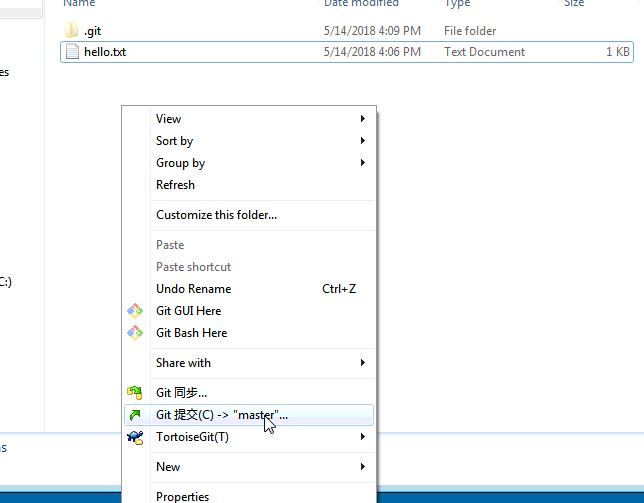 Name Date modified Type Size
.git 5/14/2018 4:09 PM File folder
hello.txt 5/14/2018 4:06 PM Text Document 1 KB
es
View
Sort by
Group by
Refresh
Customize this folder...
Paste
C:)
Paste shortcut
Undo Rename Ctrl+Z
Git GUI Here
Git Bash Here
Share with
Git 同步...
Git 提交(C) -> "master"...
TortoiseGit(T)
ns
New
Properties